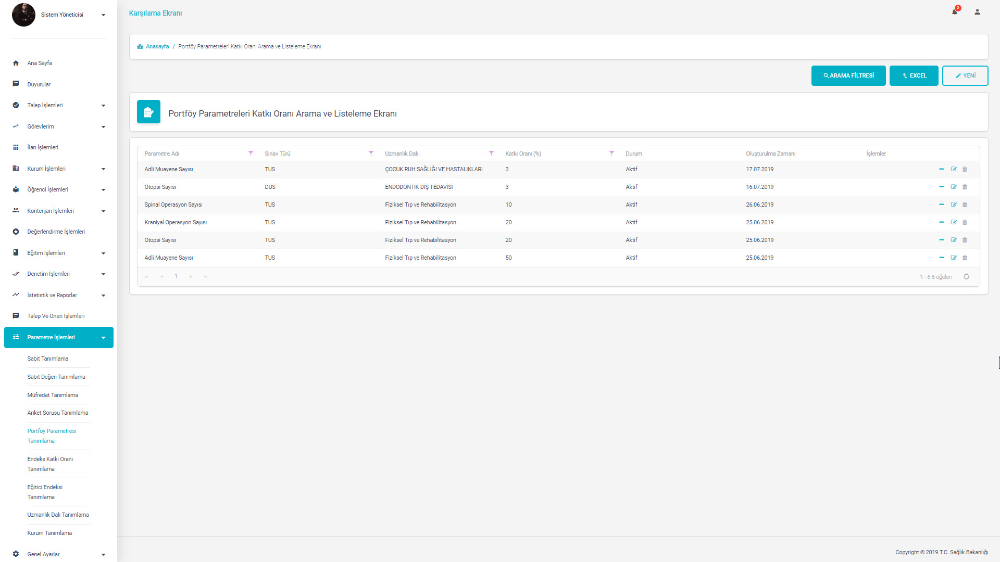 Sistem Yöneticisi
Ana Sayfa
Duyurular
Talep İşlemleri
Görevlerim
İlan İşlemleri
Kurum İşlemleri
Öğrenci İşlemleri
Kontenjan İşlemleri
Değerlendirme İşlemleri
Eğitim İşlemleri
Denetim İşlemleri
İstatistik ve Raporlar
Talep Ve Öneri İşlemleri
Parametre İşlemleri
Sabit Tanımlama
Sabit Değeri Tanımlama
Müfredat Tanımlama
Anket Sorusu Tanımlama
Portföy Parametresi
Tanımlama
Endeks Katkı Oranı
Tanımlama
Eğitici Endeksi
Tanımlama
Uzmanlık Dalı Tanımlama
Kurum Tanımlama
Genel Ayarlar
Karşılama Ekranı
0
Anasayfa / Portföy Parametreleri Katkı Oranı Arama ve Listeleme Ekranı
ARAMA FİLTRESİ EXCEL YENİ
Portföy Parametreleri Katkı Oranı Arama ve Listeleme Ekranı
Parametre Adı Sınav Türü Uzmanlık Dalı Katkı Oranı (%) Durum Oluşturulma Zamanı İşlemler
Adli Muayene Sayısı TUS ÇOCUK RUH SAĞLIĞI VE HASTALIKLARI 3 Aktif 17.07.2019
Otopsi Sayısı DUS ENDODONTİK DİŞ TEDAVİSİ 3 Aktif 16.07.2019
Spinal Operasyon Sayısı TUS Fiziksel Tıp ve Rehabilitasyon 10 Aktif 26.06.2019
Kraniyal Operasyon Sayısı TUS Fiziksel Tıp ve Rehabilitasyon 20 Aktif 25.06.2019
Otopsi Sayısı TUS Fiziksel Tıp ve Rehabilitasyon 20 Aktif 25.06.2019
Adli Muayene Sayısı TUS Fiziksel Tıp ve Rehabilitasyon 50 Aktif 25.06.2019
1 1 - 6 6 öğeleri
Copyright © 2019 T.C. Sağlık Bakanlığı